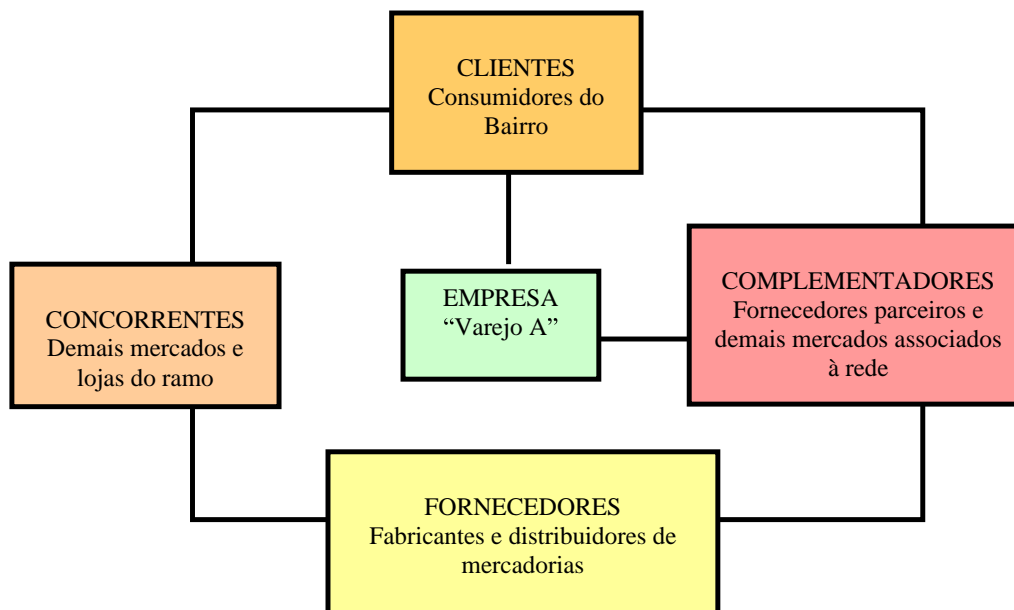 CLIENTES
Consumidores do
Bairro
EMPRESA
“Varejo A”
COMPLEMENTADORES
Fornecedores parceiros e
demais mercados associados
à rede
CONCORRENTES
Demais mercados e
lojas do ramo
FORNECEDORES
Fabricantes e distribuidores de
mercadorias